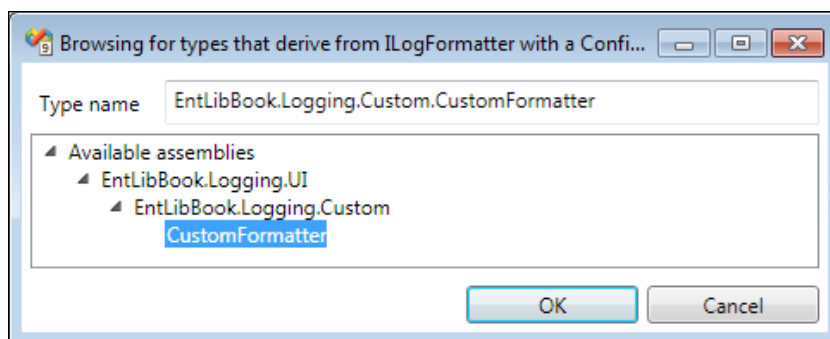 Browsing for types that derive from ILogFormatter with a Confi...
Type name
EntLibBook.Logging.Custom.CustomFormatter
Available assemblies
EntLibBook.Logging.UI
EntLibBook.Logging.Custom
CustomFormatter
OK
Cancel